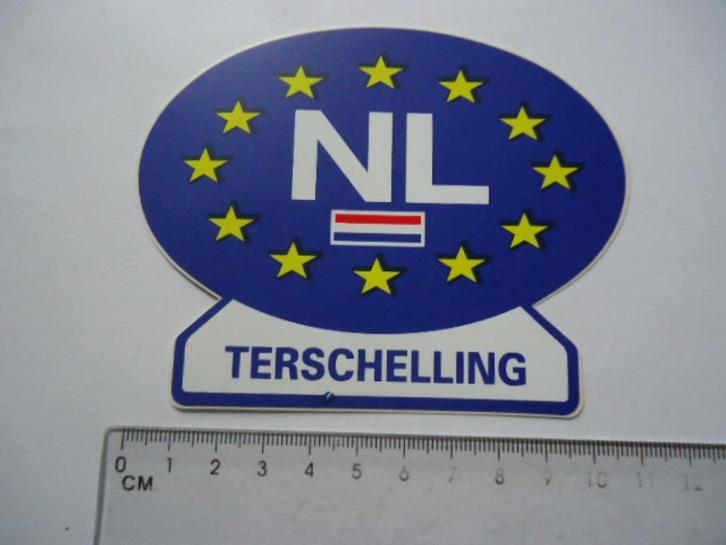 NL
TERSCHELLING
0 1 2 3 4 5 6 7 8 9 10 11 12
CM